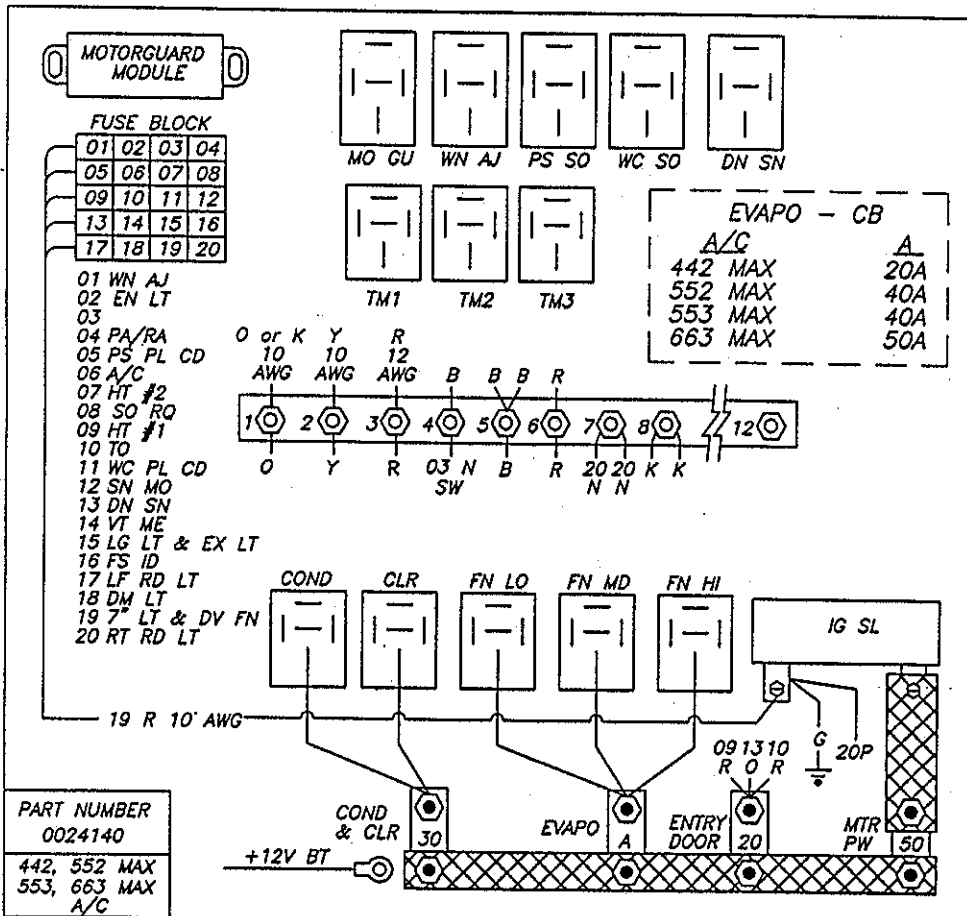 MOTORGUARD
MODULE
FUSE BLOCK
01 02 03 04
05 06 07 08
09 10 11 12
13 14 15 16
17 18 19 20
MO GU WN AJ PS SO WC SO DN SN
TM1 TM2 TM3
EVAPO - CB
A/C A
442 MAX 20A
552 MAX 40A
553 MAX 40A
663 MAX 50A
01 WN AJ
02 EN LT
03
04 PA/RA
05 PS PL CD
06 A/C
07 HT #2
08 SO RQ
09 HT #1
10 TO
11 WC PL CD
12 SN MO
13 DN SN
14 VT ME
15 LG LT & EX LT
16 FS ID
17 LF RD LT
18 DM LT
19 7" LT & DV FN
20 RT RD LT
O or K Y R
10 10 12
AWG AWG AWG B B B R
1 2 3 4 5 6 7 8 12
O Y R 03 N B R 20 20 K K
SW N N
COND CLR FN LO FN MD FN HI
IG SL
19 R 10 AWG
G 20P
09 13 10
R O R
COND
& CLR
30
EVAPO
A
ENTRY
DOOR
20
MTR
PW
50
+12V BT
PART NUMBER
0024140
442, 552 MAX
553, 663 MAX
A/C